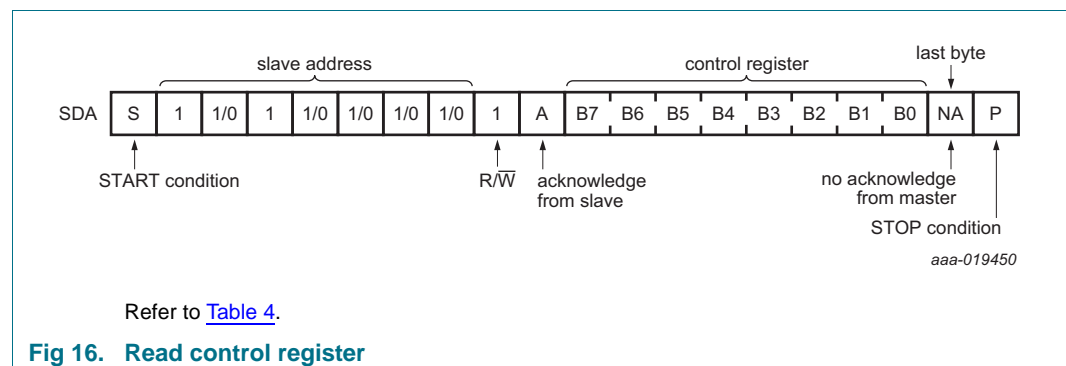 last byte
slave address control register
SDA S 1 1/0 1 1/0 1/0 1/0 1/0 1 A B7 B6 B5 B4 B3 B2 B1 B0 NA P
START condition R/W̅ acknowledge no acknowledge
from slave from master
STOP condition
aaa-019450
Refer to Table 4.
Fig 16. Read control register